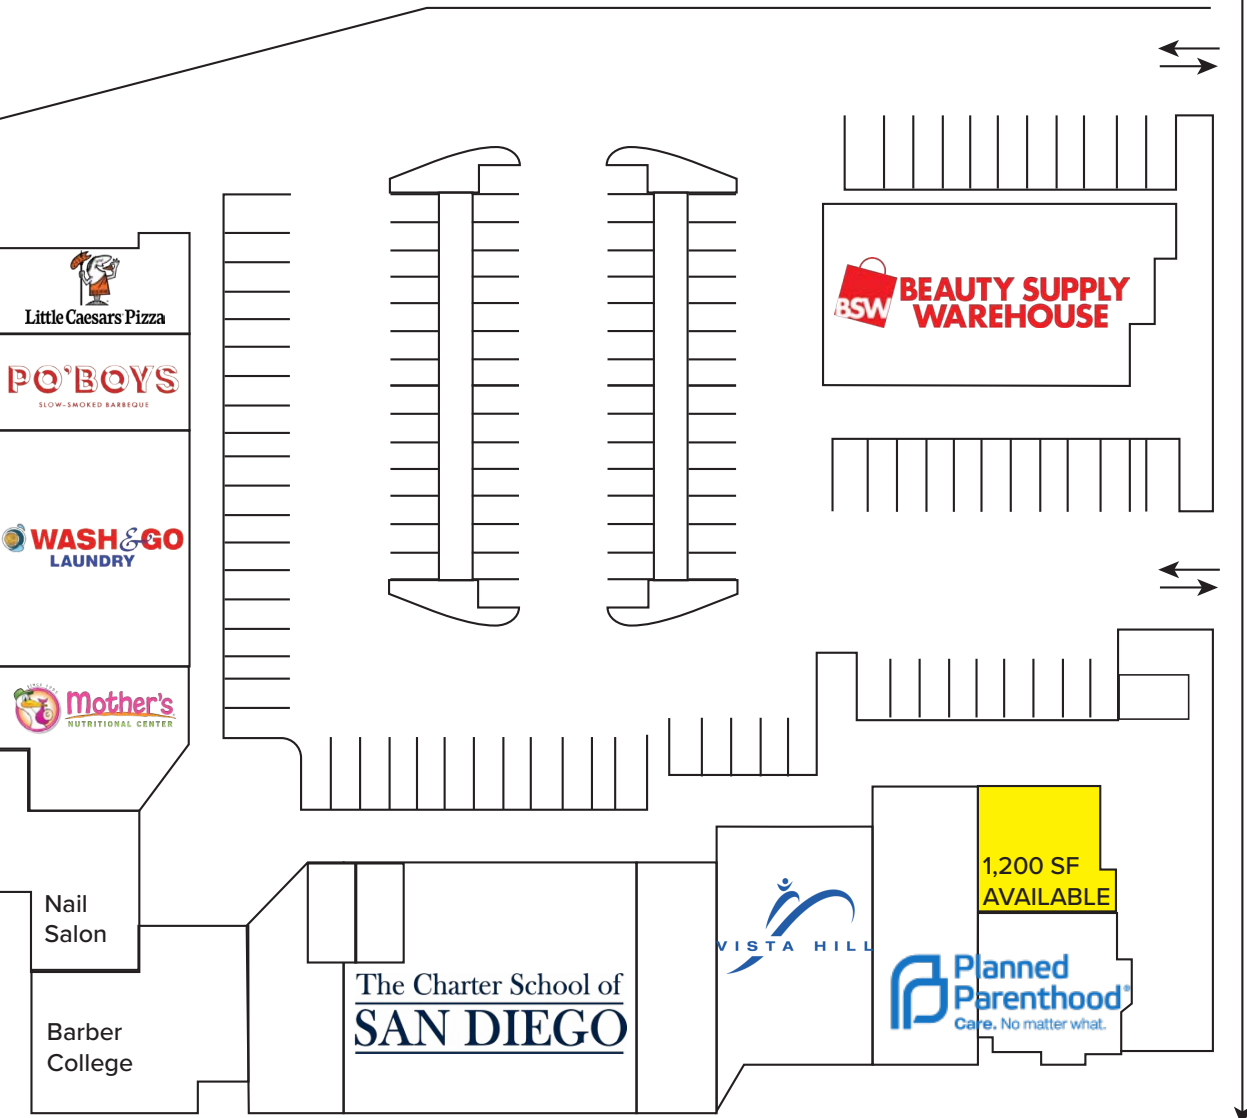 Little Caesars Pizza
PO'BOYS
SLOW-SMOKED BARBEQUE
WASH&GO
LAUNDRY
SINCE 1995
Mother's
NUTRITIONAL CENTER
Nail
Salon
Barber
College
BSW
BEAUTY SUPPLY
WAREHOUSE
The Charter School of
SAN DIEGO
VISTA HILL
1,200 SF
AVAILABLE
Planned
Parenthood®
Care. No matter what.